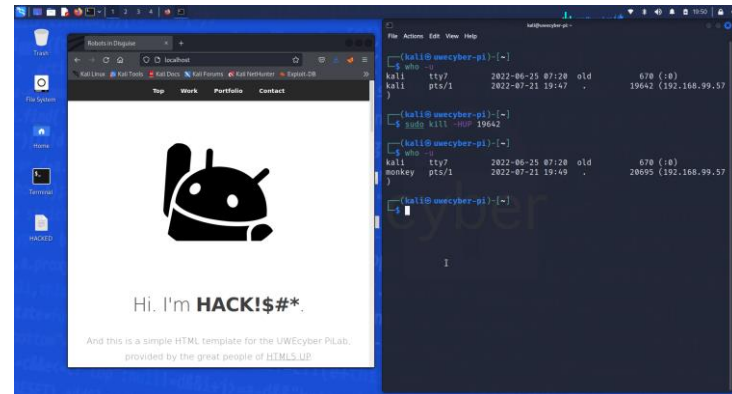 1 2 3 4
19:50
kali@uwecyber-pi: ~
File Actions Edit View Help
Trash
File System
Home
Terminal
HACKED
Robots in Disguise
localhost
Kali Linux Kali Tools Kali Docs Kali Forums Kali NetHunter Exploit-DB
Top Work Portfolio Contact
Hi. I'm HACK!$#*.
And this is a simple HTML template for the UWEcyber PiLab,
provided by the great people of HTML5 UP.
(kali㉿uwecyber-pi)-[~]
$ who -u
kali tty7 2022-06-25 07:20 old 670 (:0)
kali pts/1 2022-07-21 19:47 . 19642 (192.168.99.57
)
(kali㉿uwecyber-pi)-[~]
$ sudo kill -HUP 19642
(kali㉿uwecyber-pi)-[~]
$ who -u
kali tty7 2022-06-25 07:20 old 670 (:0)
monkey pts/1 2022-07-21 19:49 . 20695 (192.168.99.57
)
(kali㉿uwecyber-pi)-[~]
$